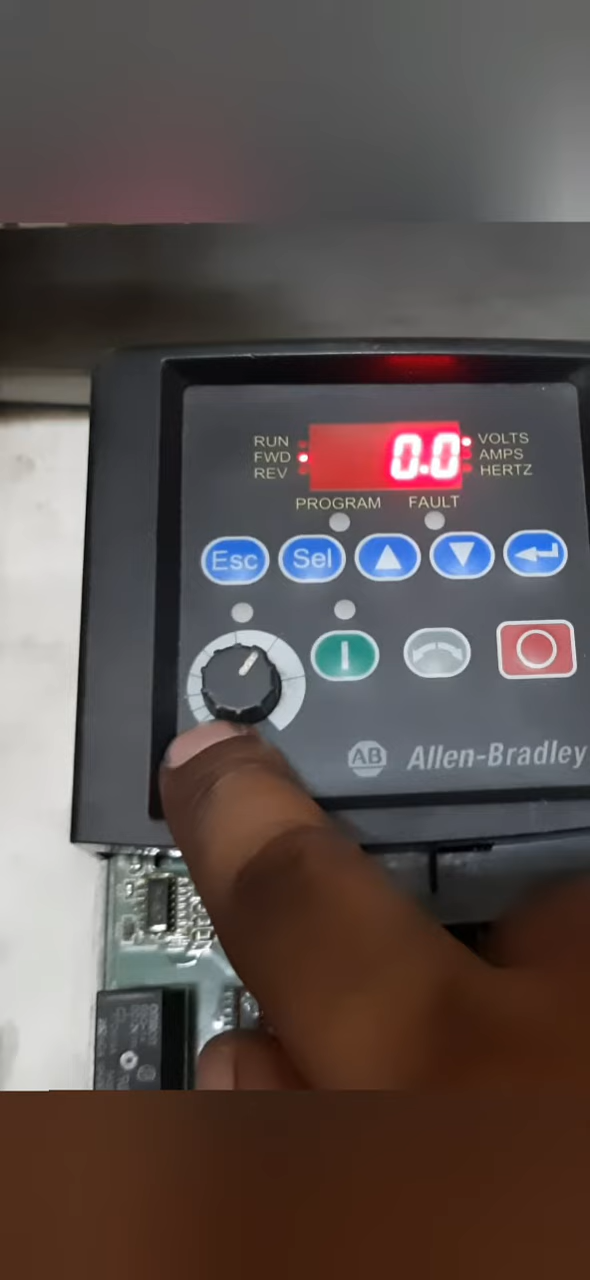 RUN
FWD
REV
0.0
VOLTS
AMPS
HERTZ
PROGRAM FAULT
Esc Sel
AB Allen-Bradley